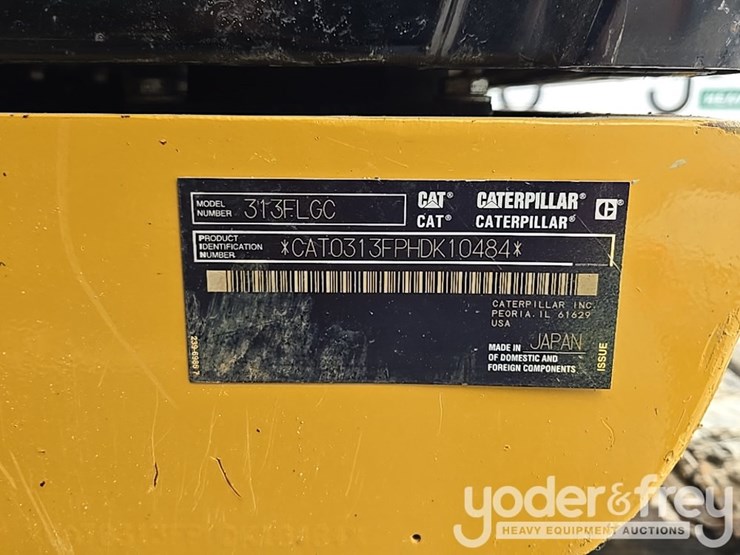 MODEL NUMBER 313FLGC
CAT® CATERPILLAR®
CAT® CATERPILLAR®
PRODUCT
IDENTIFICATION
NUMBER
*CAT0313FPHDK10484*
CATERPILLAR INC.
PEORIA. IL 61629
USA
MADE IN JAPAN
OF DOMESTIC AND
FOREIGN COMPONENTS
ISSUE
yoder&frey
HEAVY EQUIPMENT AUCTIONS